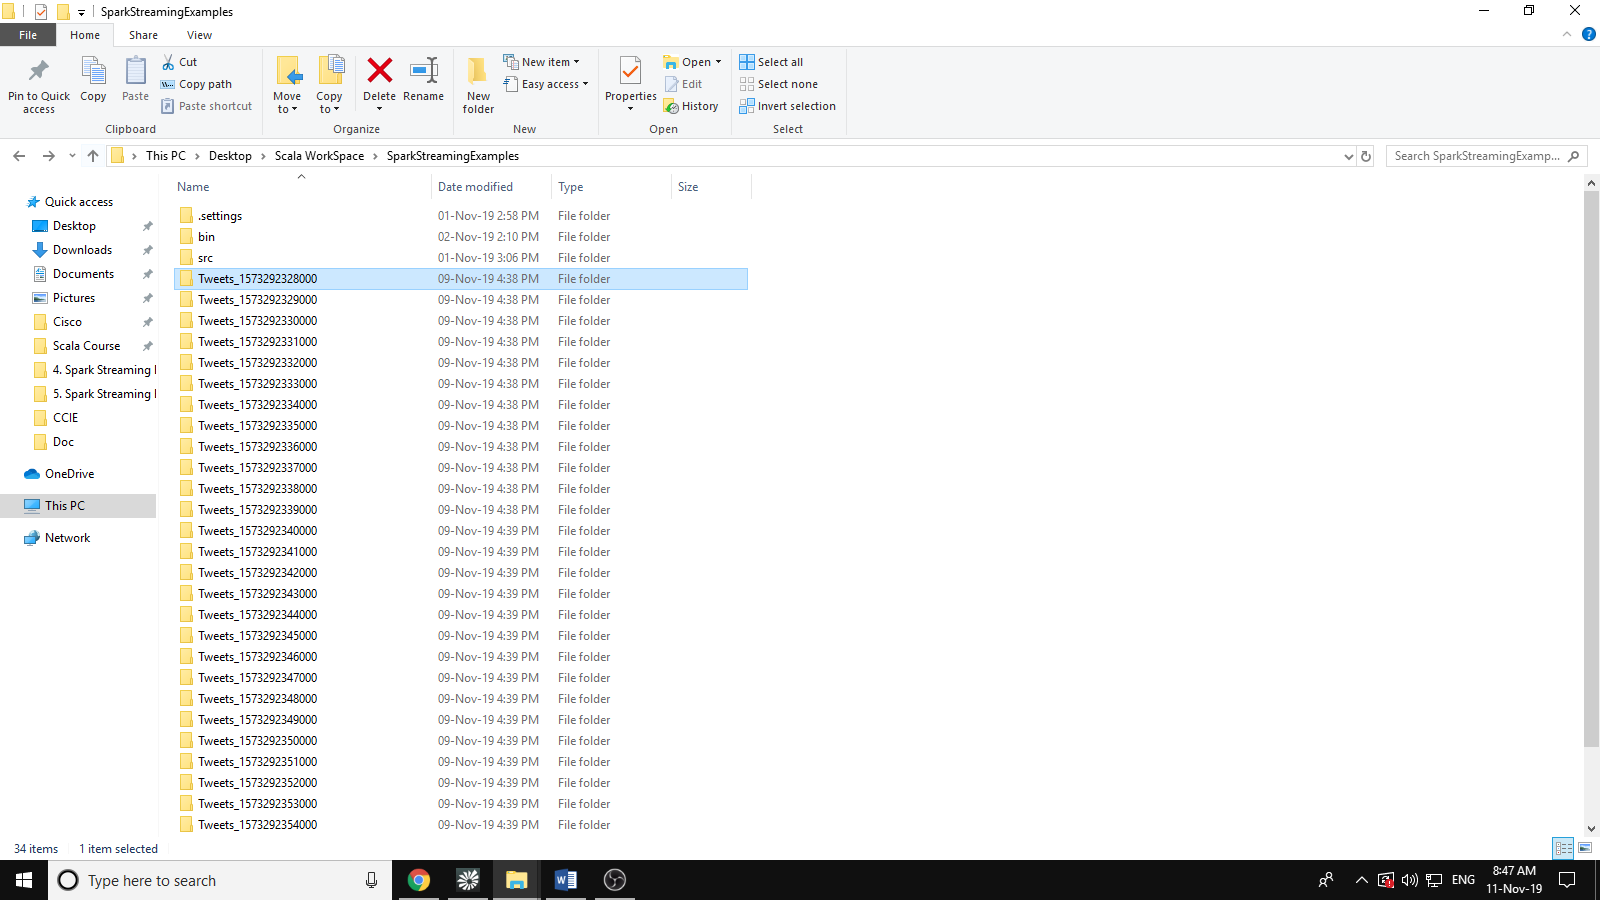 SparkStreamingExamples
File Home Share View
Pin to Quick access
Copy
Paste
Cut
Copy path
Paste shortcut
Clipboard
Move to
Copy to
Delete
Rename
Organize
New folder
New item
Easy access
New
Properties
Open
Edit
History
Open
Select all
Select none
Invert selection
Select
This PC > Desktop > Scala WorkSpace > SparkStreamingExamples
Search SparkStreamingExamp...
Quick access
Desktop
Downloads
Documents
Pictures
Cisco
Scala Course
4. Spark Streaming
5. Spark Streaming
CCIE
Doc
OneDrive
This PC
Network
Name Date modified Type Size
.settings 01-Nov-19 2:58 PM File folder
bin 02-Nov-19 2:10 PM File folder
src 01-Nov-19 3:06 PM File folder
Tweets_1573292328000 09-Nov-19 4:38 PM File folder
Tweets_1573292329000 09-Nov-19 4:38 PM File folder
Tweets_1573292330000 09-Nov-19 4:38 PM File folder
Tweets_1573292331000 09-Nov-19 4:38 PM File folder
Tweets_1573292332000 09-Nov-19 4:38 PM File folder
Tweets_1573292333000 09-Nov-19 4:38 PM File folder
Tweets_1573292334000 09-Nov-19 4:38 PM File folder
Tweets_1573292335000 09-Nov-19 4:38 PM File folder
Tweets_1573292336000 09-Nov-19 4:38 PM File folder
Tweets_1573292337000 09-Nov-19 4:38 PM File folder
Tweets_1573292338000 09-Nov-19 4:38 PM File folder
Tweets_1573292339000 09-Nov-19 4:38 PM File folder
Tweets_1573292340000 09-Nov-19 4:39 PM File folder
Tweets_1573292341000 09-Nov-19 4:39 PM File folder
Tweets_1573292342000 09-Nov-19 4:39 PM File folder
Tweets_1573292343000 09-Nov-19 4:39 PM File folder
Tweets_1573292344000 09-Nov-19 4:39 PM File folder
Tweets_1573292345000 09-Nov-19 4:39 PM File folder
Tweets_1573292346000 09-Nov-19 4:39 PM File folder
Tweets_1573292347000 09-Nov-19 4:39 PM File folder
Tweets_1573292348000 09-Nov-19 4:39 PM File folder
Tweets_1573292349000 09-Nov-19 4:39 PM File folder
Tweets_1573292350000 09-Nov-19 4:39 PM File folder
Tweets_1573292351000 09-Nov-19 4:39 PM File folder
Tweets_1573292352000 09-Nov-19 4:39 PM File folder
Tweets_1573292353000 09-Nov-19 4:39 PM File folder
Tweets_1573292354000 09-Nov-19 4:39 PM File folder
34 items 1 item selected
Type here to search
ENG
8:47 AM
11-Nov-19